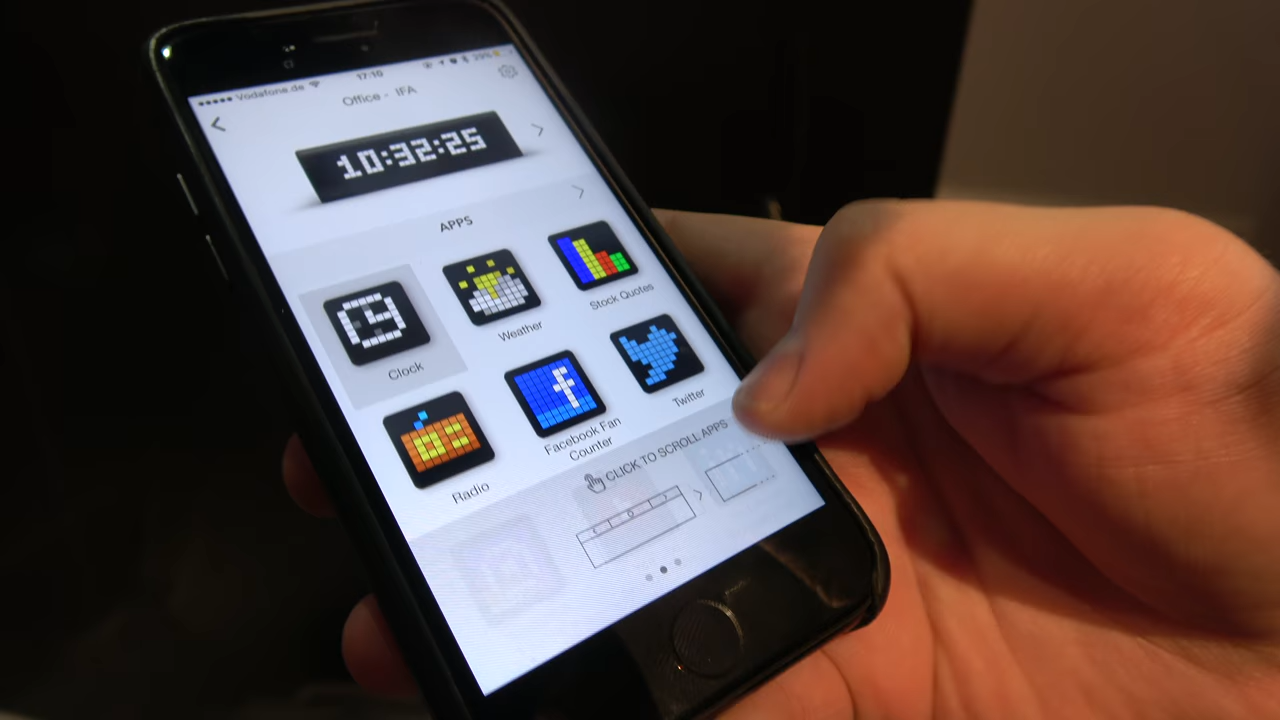 Vodafone.de 17:10 29%
Office - IFA
10:32:25
APPS
Clock
Weather
Stock Quotes
Radio
Facebook Fan
Counter
Twitter
CLICK TO SCROLL APPS